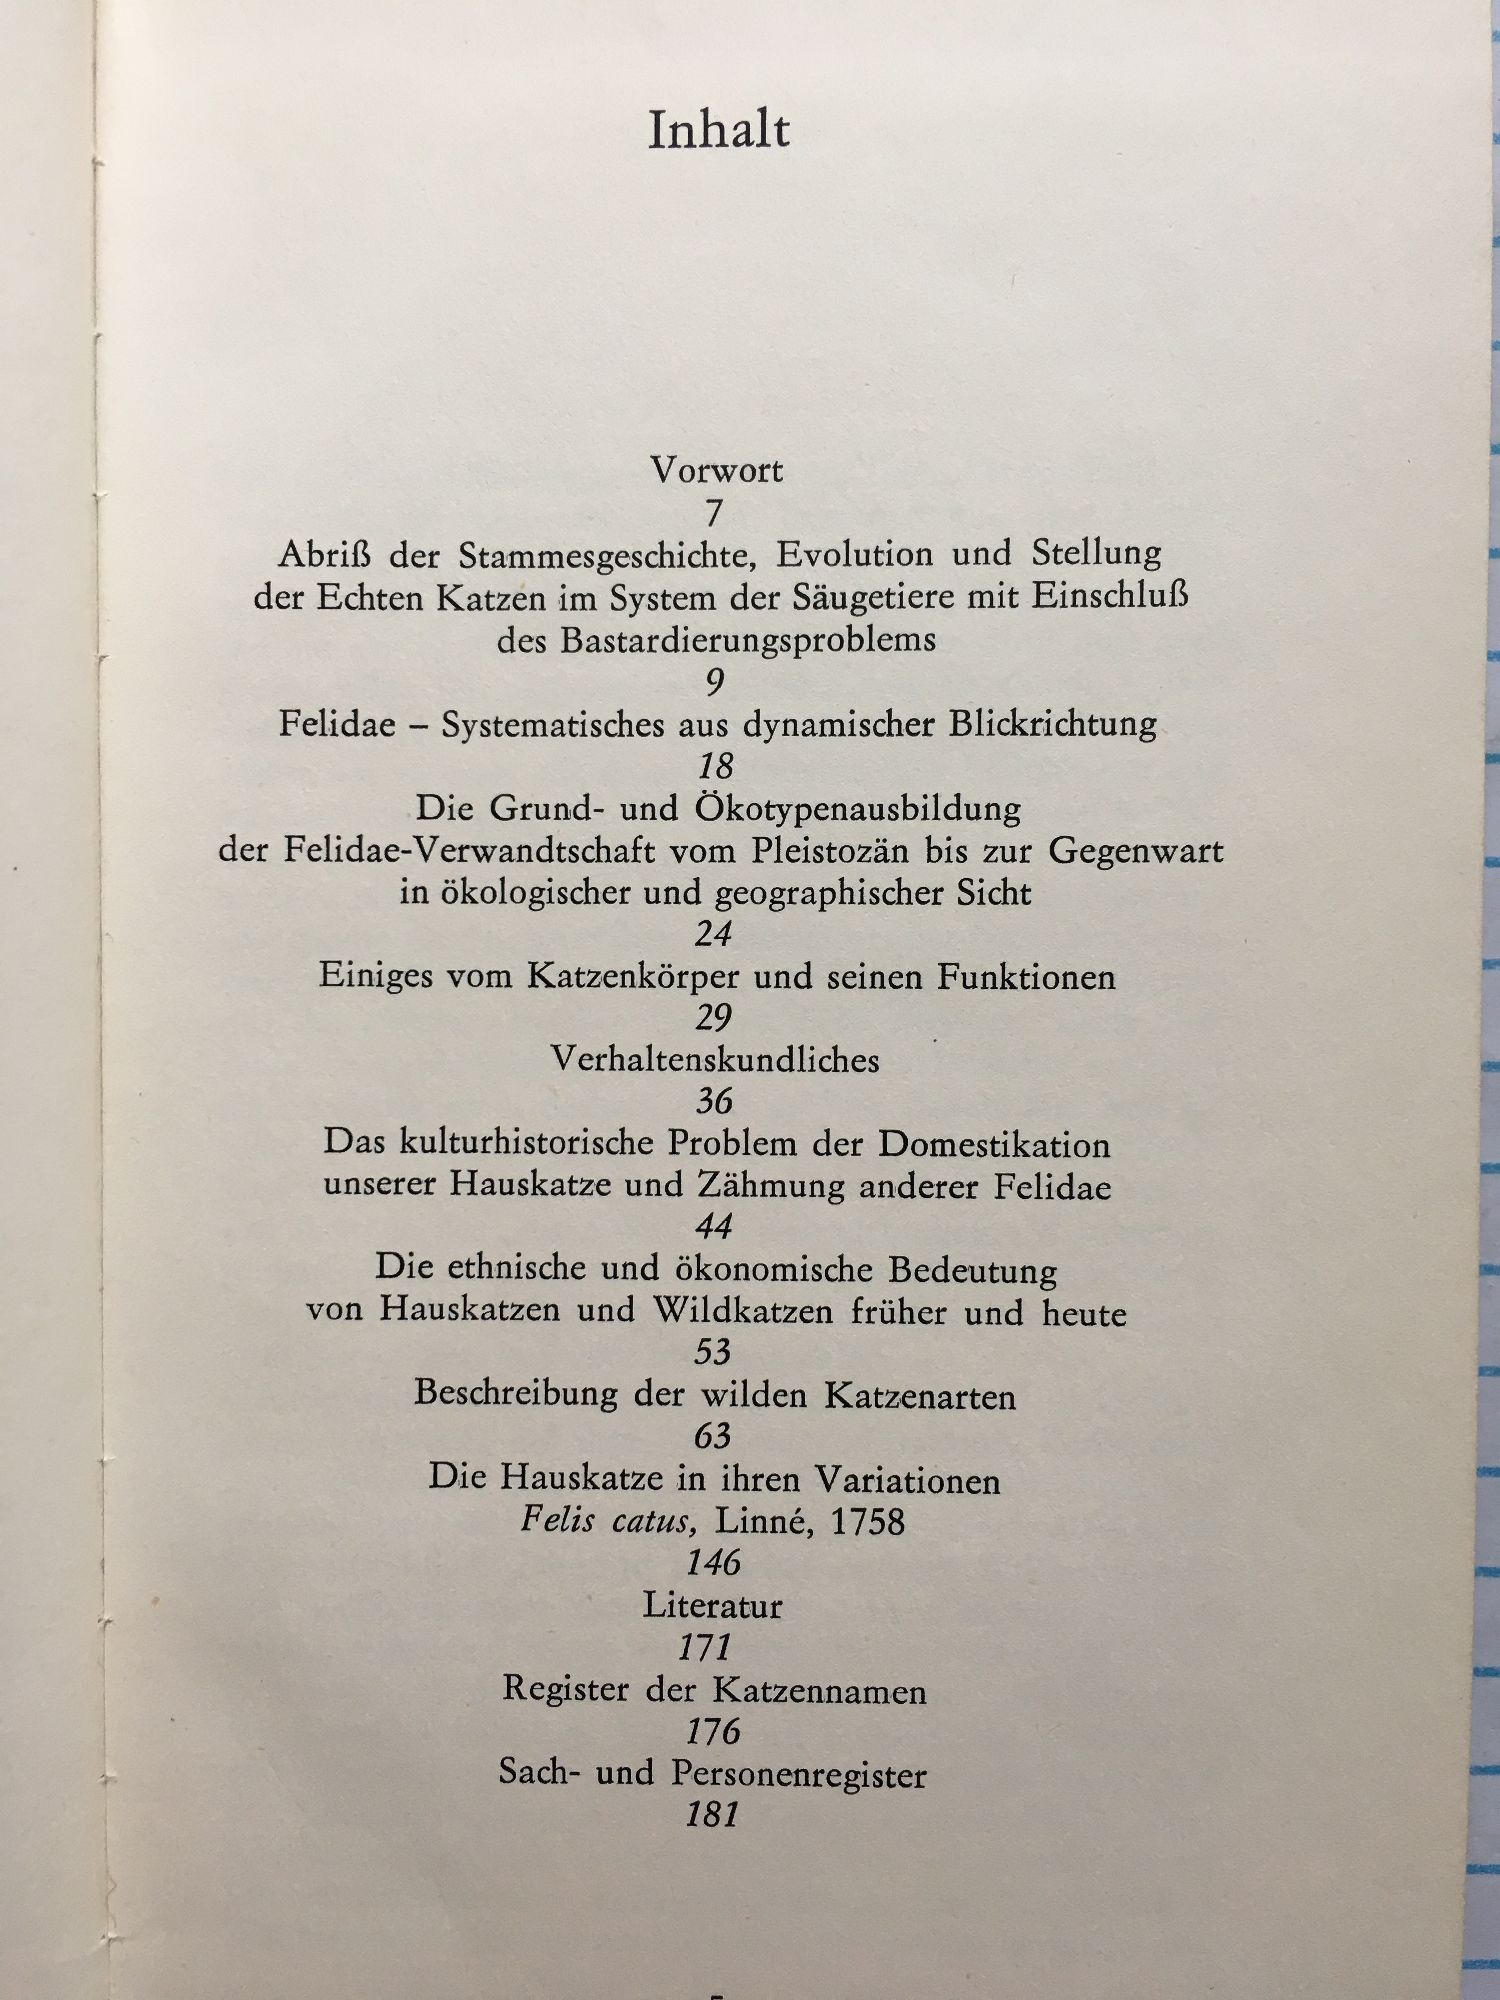 Inhalt
Vorwort
7
Abriß der Stammesgeschichte, Evolution und Stellung
der Echten Katzen im System der Säugetiere mit Einschluß
des Bastardierungsproblems
9
Felidae – Systematisches aus dynamischer Blickrichtung
18
Die Grund- und Ökotypenausbildung
der Felidae-Verwandtschaft vom Pleistozän bis zur Gegenwart
in ökologischer und geographischer Sicht
24
Einiges vom Katzenkörper und seinen Funktionen
29
Verhaltenskundliches
36
Das kulturhistorische Problem der Domestikation
unserer Hauskatze und Zähmung anderer Felidae
44
Die ethnische und ökonomische Bedeutung
von Hauskatzen und Wildkatzen früher und heute
53
Beschreibung der wilden Katzenarten
63
Die Hauskatze in ihren Variationen
Felis catus, Linné, 1758
146
Literatur
171
Register der Katzennamen
176
Sach- und Personenregister
181